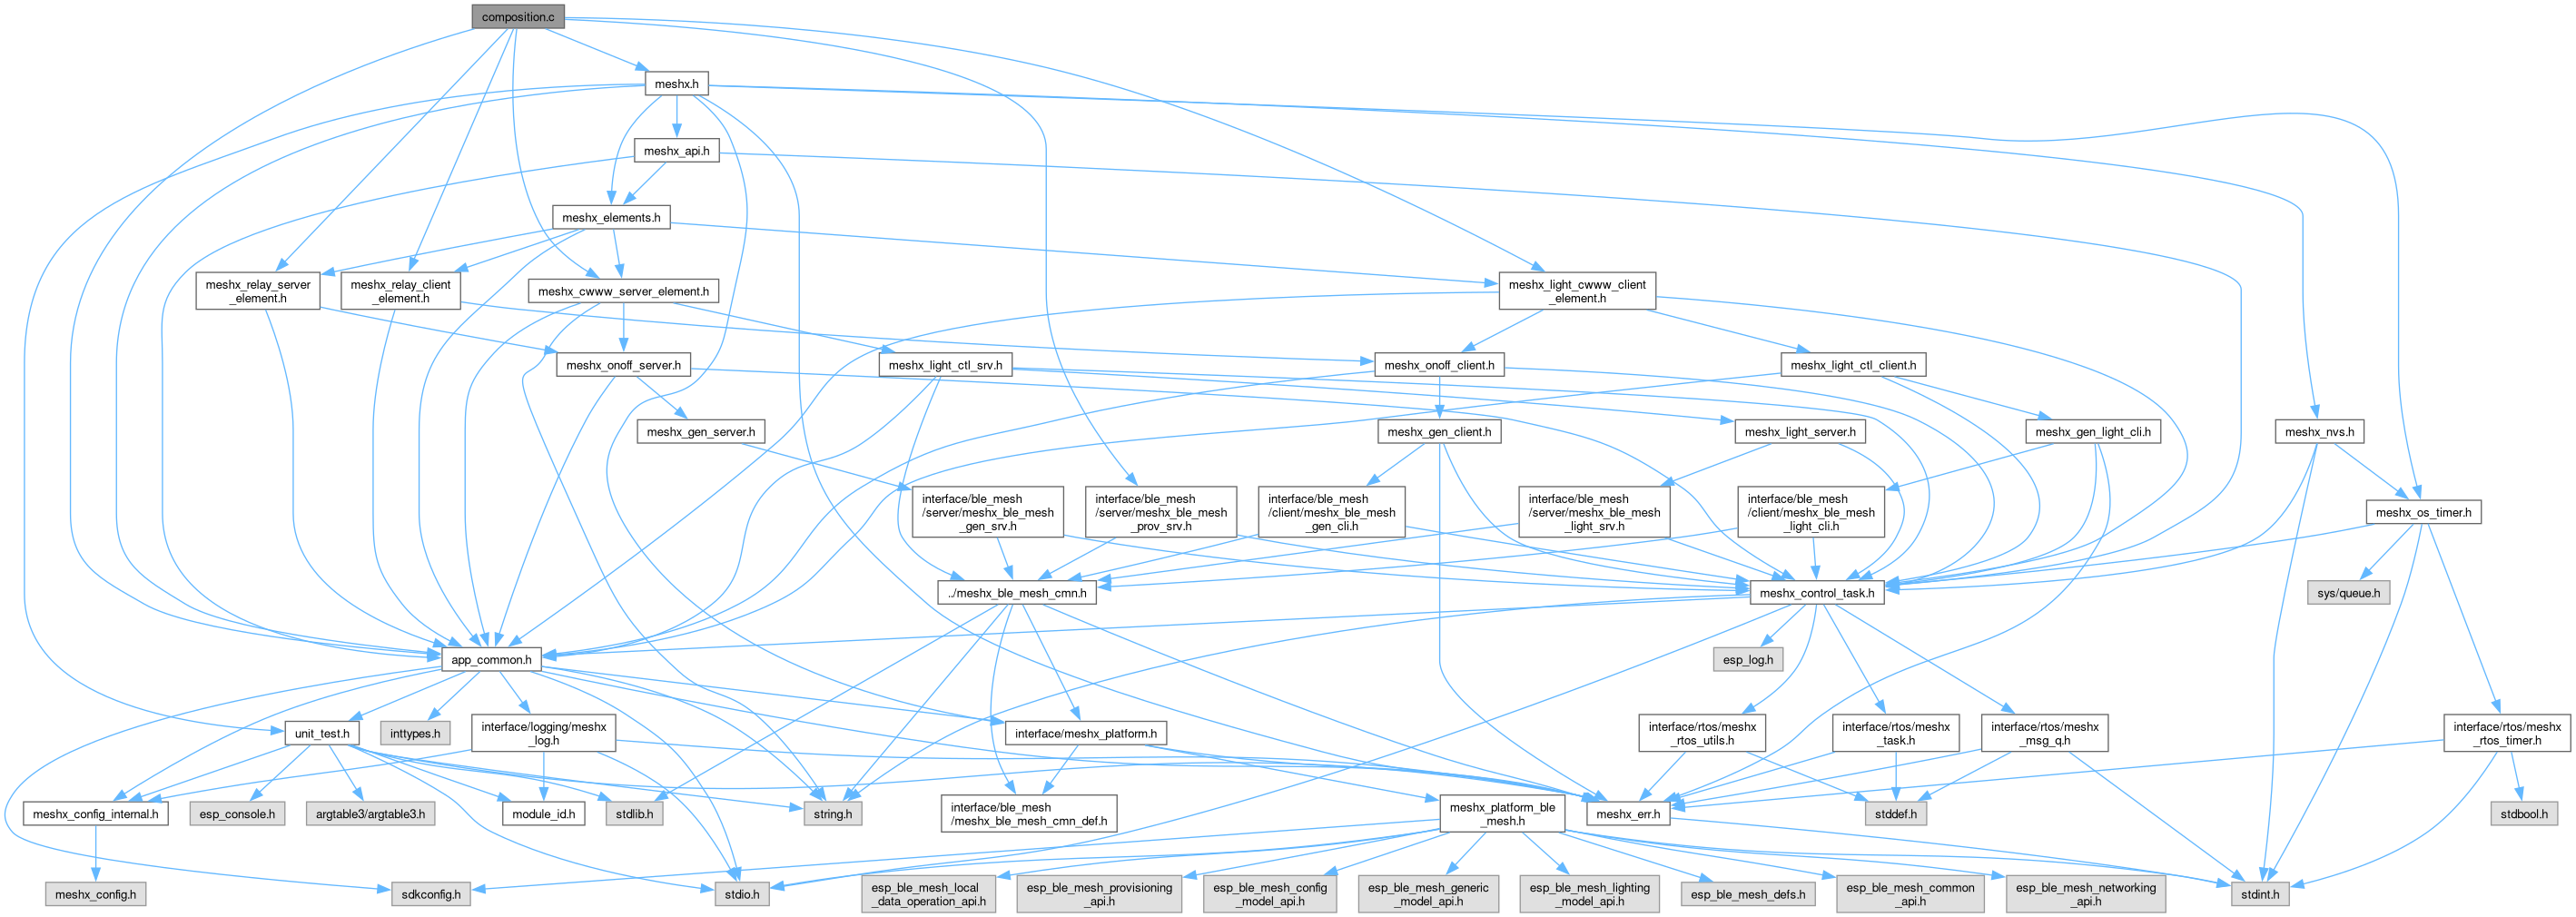 composition.c
meshx.h
meshx_api.h
meshx_elements.h
meshx_relay_server
_element.h
meshx_relay_client
_element.h
meshx_cwww_server_element.h
meshx_light_cwww_client
_element.h
meshx_onoff_server.h
meshx_light_ctl_srv.h
meshx_onoff_client.h
meshx_light_ctl_client.h
meshx_gen_server.h
meshx_gen_client.h
meshx_light_server.h
meshx_gen_light_cli.h
meshx_nvs.h
interface/ble_mesh
/server/meshx_ble_mesh
_gen_srv.h
interface/ble_mesh
/server/meshx_ble_mesh
_prov_srv.h
interface/ble_mesh
/client/meshx_ble_mesh
_gen_cli.h
interface/ble_mesh
/server/meshx_ble_mesh
_light_srv.h
interface/ble_mesh
/client/meshx_ble_mesh
_light_cli.h
meshx_os_timer.h
../meshx_ble_mesh_cmn.h
meshx_control_task.h
sys/queue.h
app_common.h
esp_log.h
unit_test.h
inttypes.h
interface/logging/meshx
_log.h
interface/meshx_platform.h
interface/rtos/meshx
_rtos_utils.h
interface/rtos/meshx
_task.h
interface/rtos/meshx
_msg_q.h
interface/rtos/meshx
_rtos_timer.h
meshx_config_internal.h
esp_console.h
argtable3/argtable3.h
module_id.h
stdlib.h
string.h
interface/ble_mesh
/meshx_ble_mesh_cmn_def.h
meshx_platform_ble
_mesh.h
meshx_err.h
stddef.h
stdbool.h
meshx_config.h
sdkconfig.h
stdio.h
esp_ble_mesh_local
_data_operation_api.h
esp_ble_mesh_provisioning
_api.h
esp_ble_mesh_config
_model_api.h
esp_ble_mesh_generic
_model_api.h
esp_ble_mesh_lighting
_model_api.h
esp_ble_mesh_defs.h
esp_ble_mesh_common
_api.h
esp_ble_mesh_networking
_api.h
stdint.h